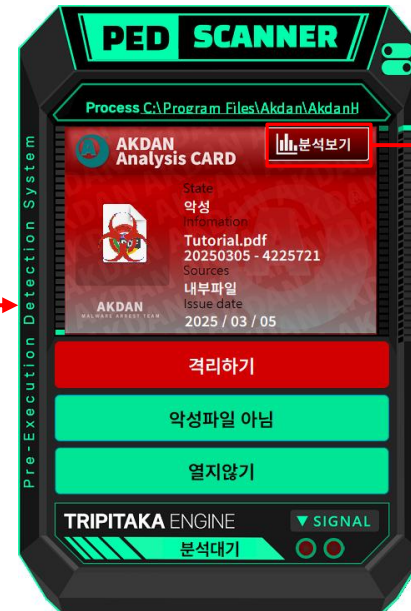 PED SCANNER
Process C:\Program Files\Akdan\AkdanH
AKDAN
Analysis CARD
분석보기
State
악성
Infomation
Tutorial.pdf
20250305 - 4225721
Sources
내부파일
Issue date
2025 / 03 / 05
AKDAN
MALWARE ARREST TEAM
격리하기
악성파일 아님
열지않기
TRIPITAKA ENGINE
▼ SIGNAL
분석대기
Pre-Execution Detection System